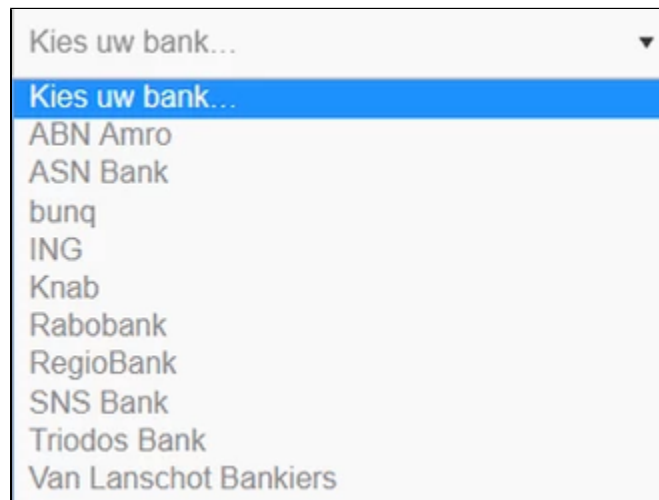 Kies uw bank...
Kies uw bank...
ABN Amro
ASN Bank
bunq
ING
Knab
Rabobank
RegioBank
SNS Bank
Triodos Bank
Van Lanschot Bankiers